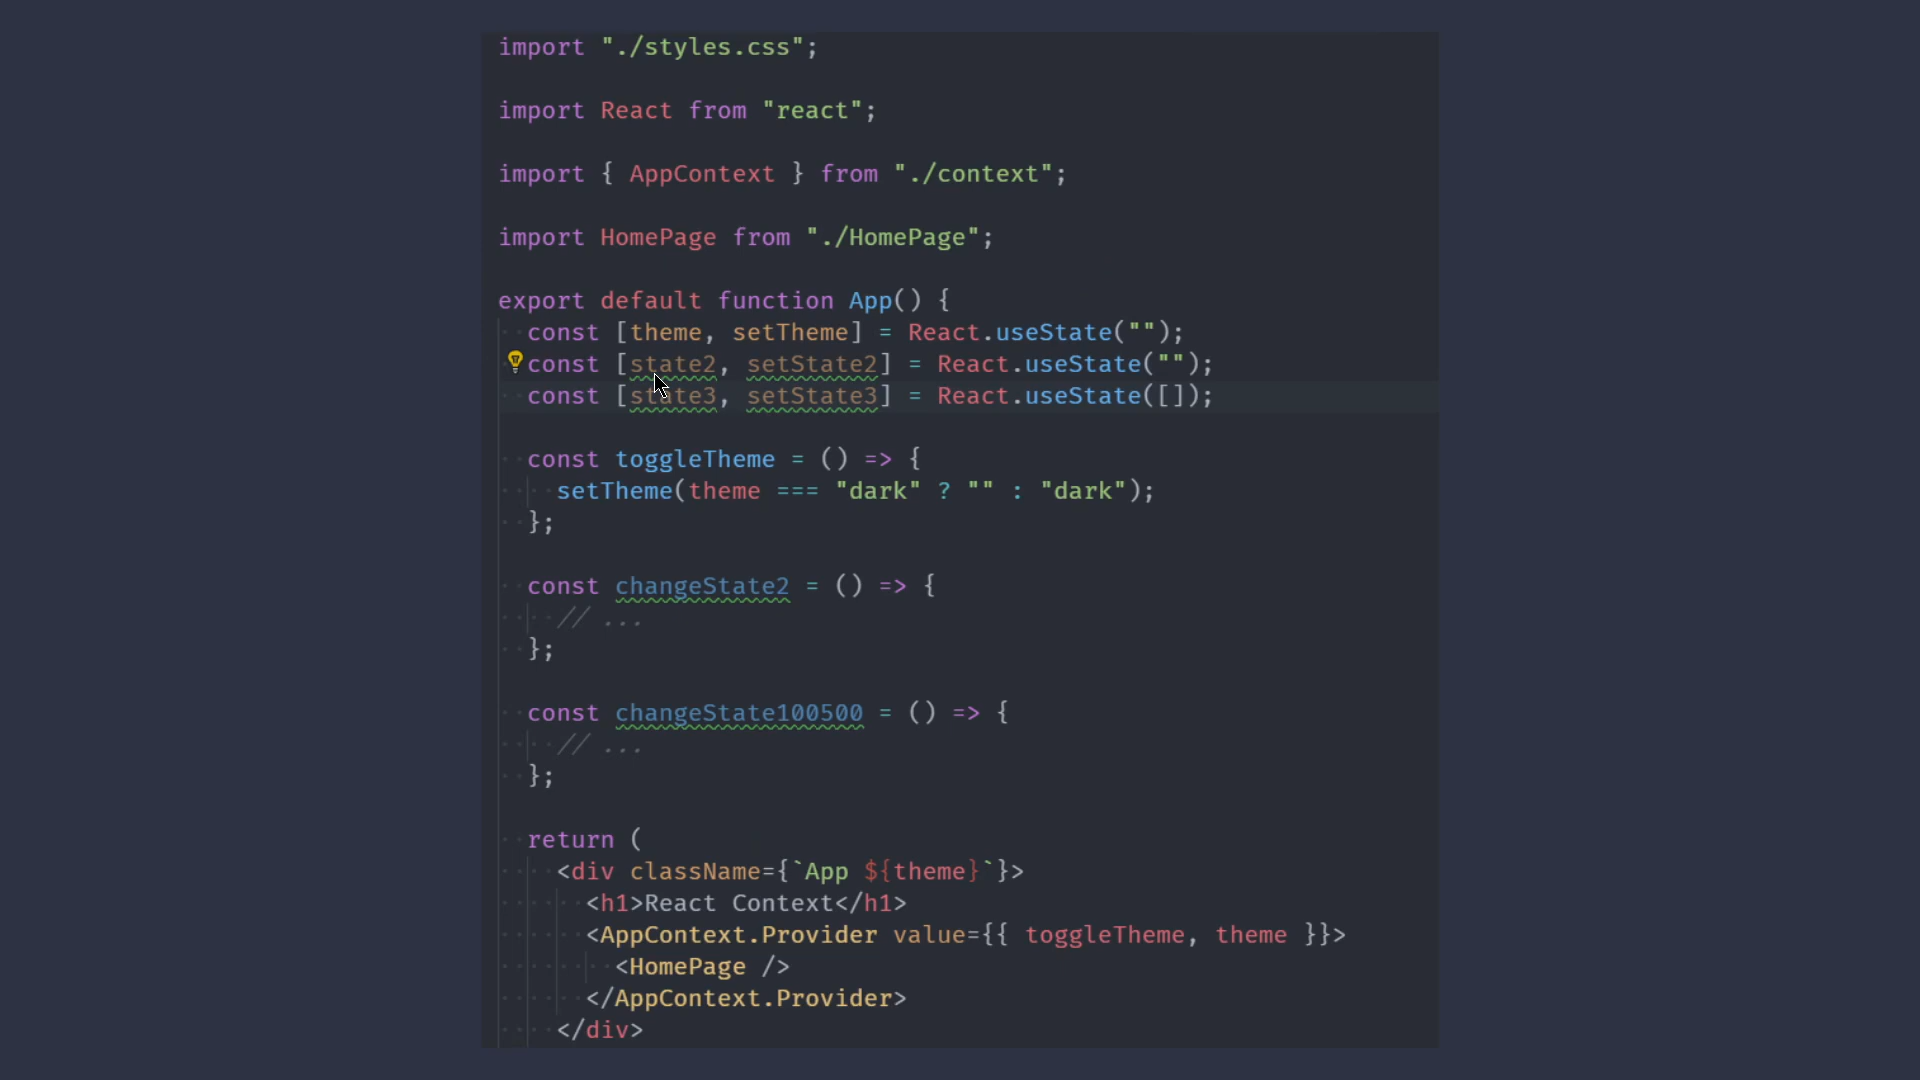 import "./styles.css";
import React from "react";
import { AppContext } from "./context";
import HomePage from "./HomePage";
export default function App() {
const [theme, setTheme] = React.useState("");
const [state2, setState2] = React.useState("");
const [state3, setState3] = React.useState([]);
const toggleTheme = () => {
setTheme(theme === "dark" ? "" : "dark");
};
const changeState2 = () => {
// ...
};
const changeState100500 = () => {
// ...
};
return (
<div className={`App ${theme}`}>
<h1>React Context</h1>
<AppContext.Provider value={{ toggleTheme, theme }}>
<HomePage />
</AppContext.Provider>
</div>